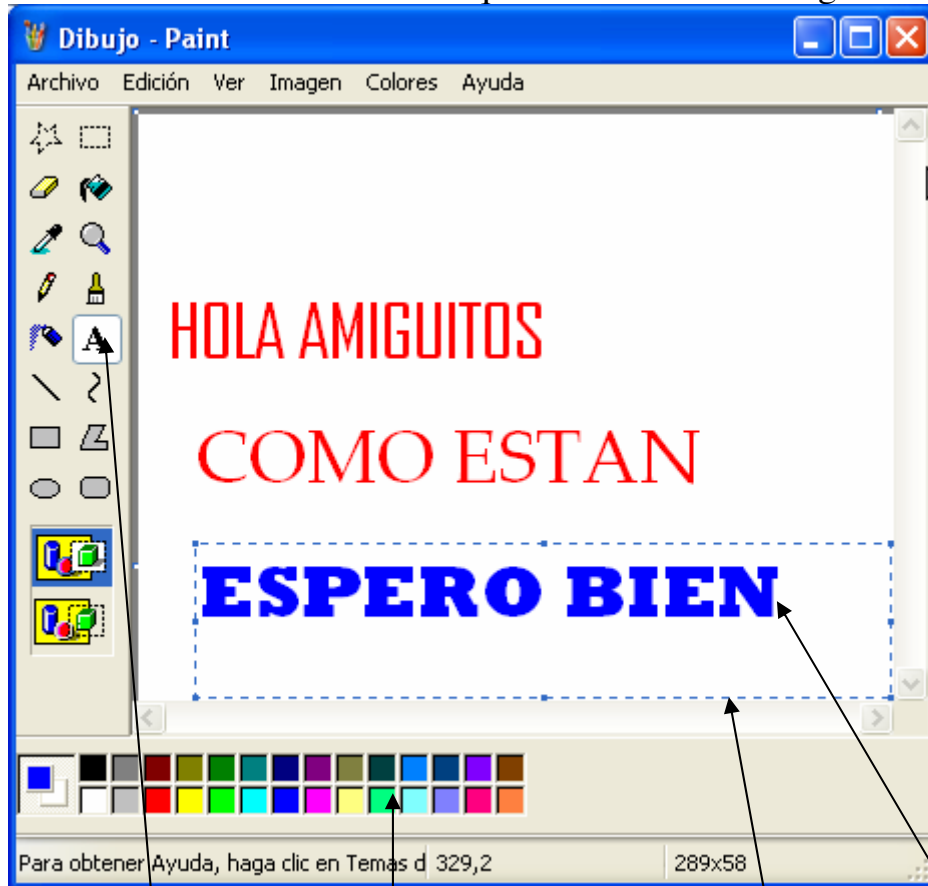 Dibujo - Paint
Archivo Edición Ver Imagen Colores Ayuda
A
HOLA AMIGUITOS
COMO ESTAN
ESPERO BIEN
Para obtener Ayuda, haga clic en Temas d 329,2 289x58